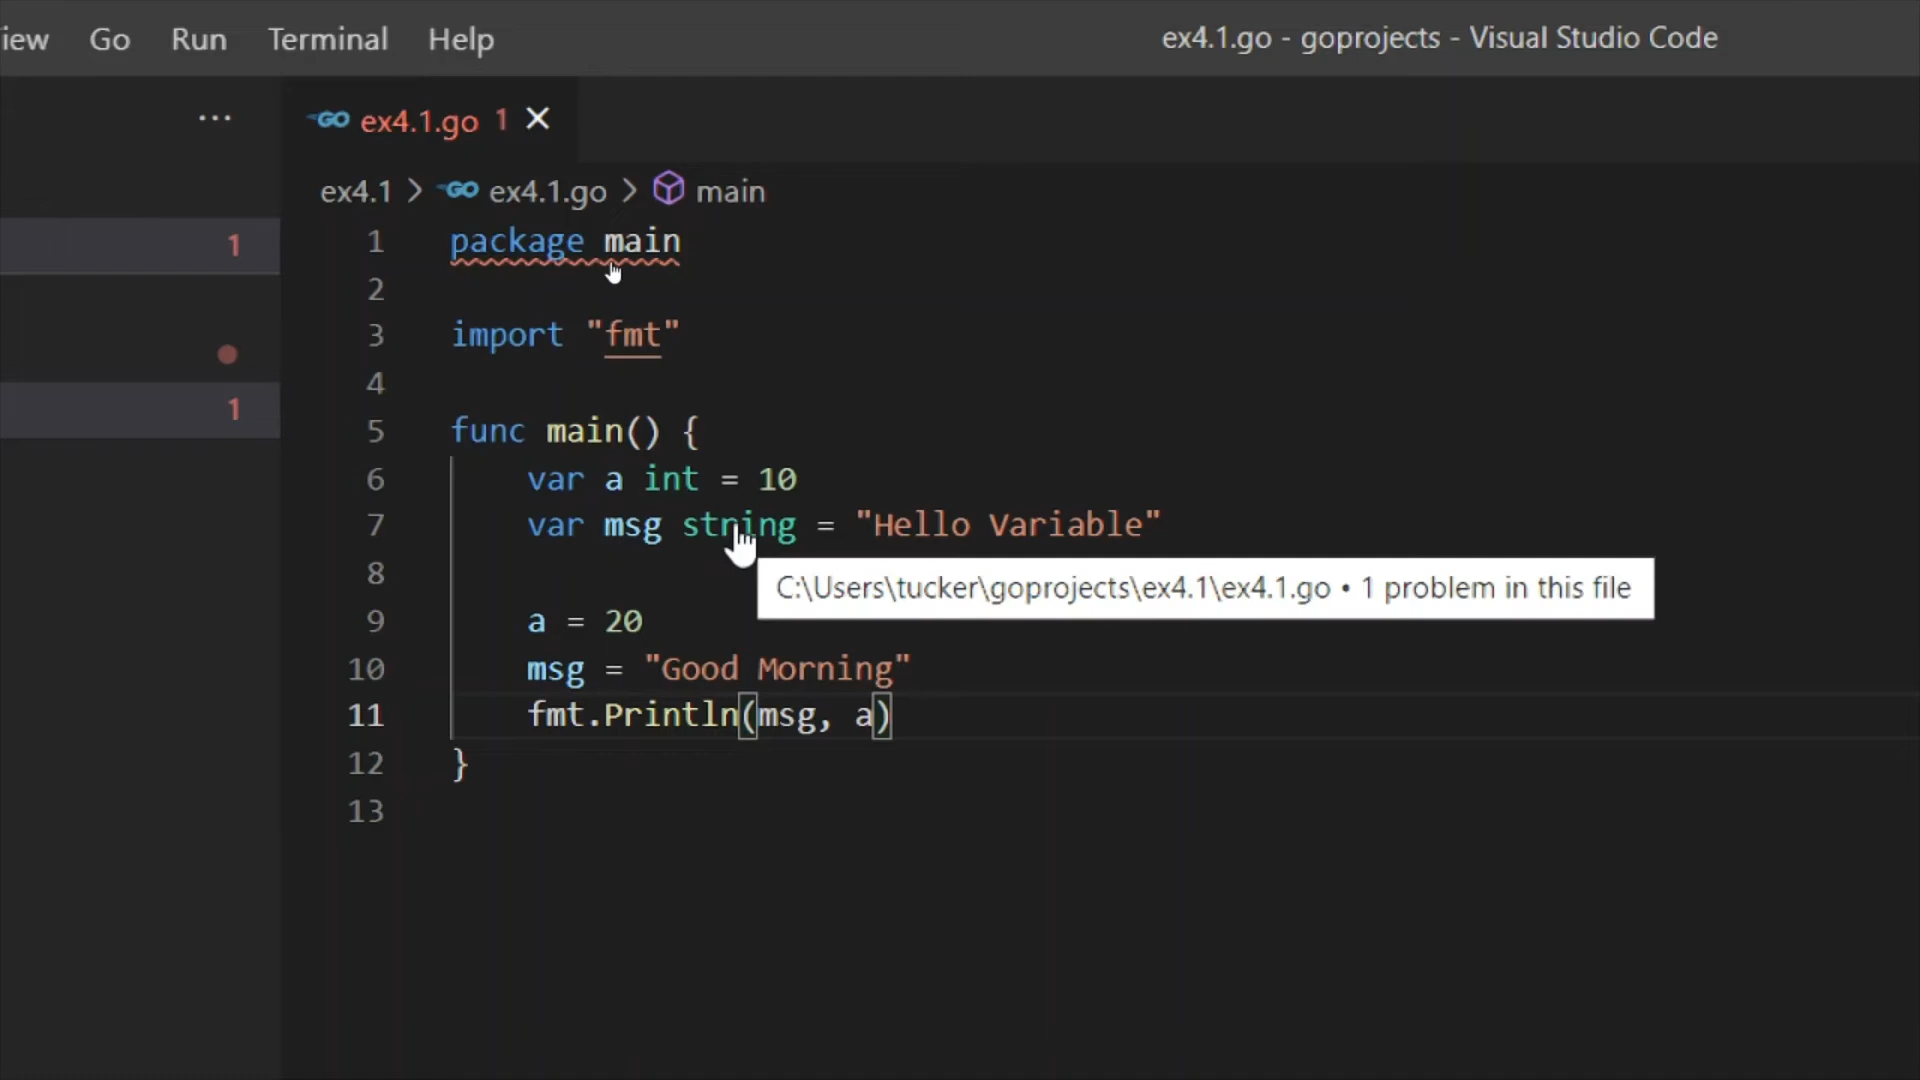 iew Go Run Terminal Help ex4.1.go - goprojects - Visual Studio Code
... GO ex4.1.go 1
ex4.1 > GO ex4.1.go > main
1
1
1 package main
2
3 import "fmt"
4
5 func main() {
6 var a int = 10
7 var msg string = "Hello Variable"
8
C:\Users\tucker\goprojects\ex4.1\ex4.1.go • 1 problem in this file
9 a = 20
10 msg = "Good Morning"
11 fmt.Println(msg, a)
12 }
13